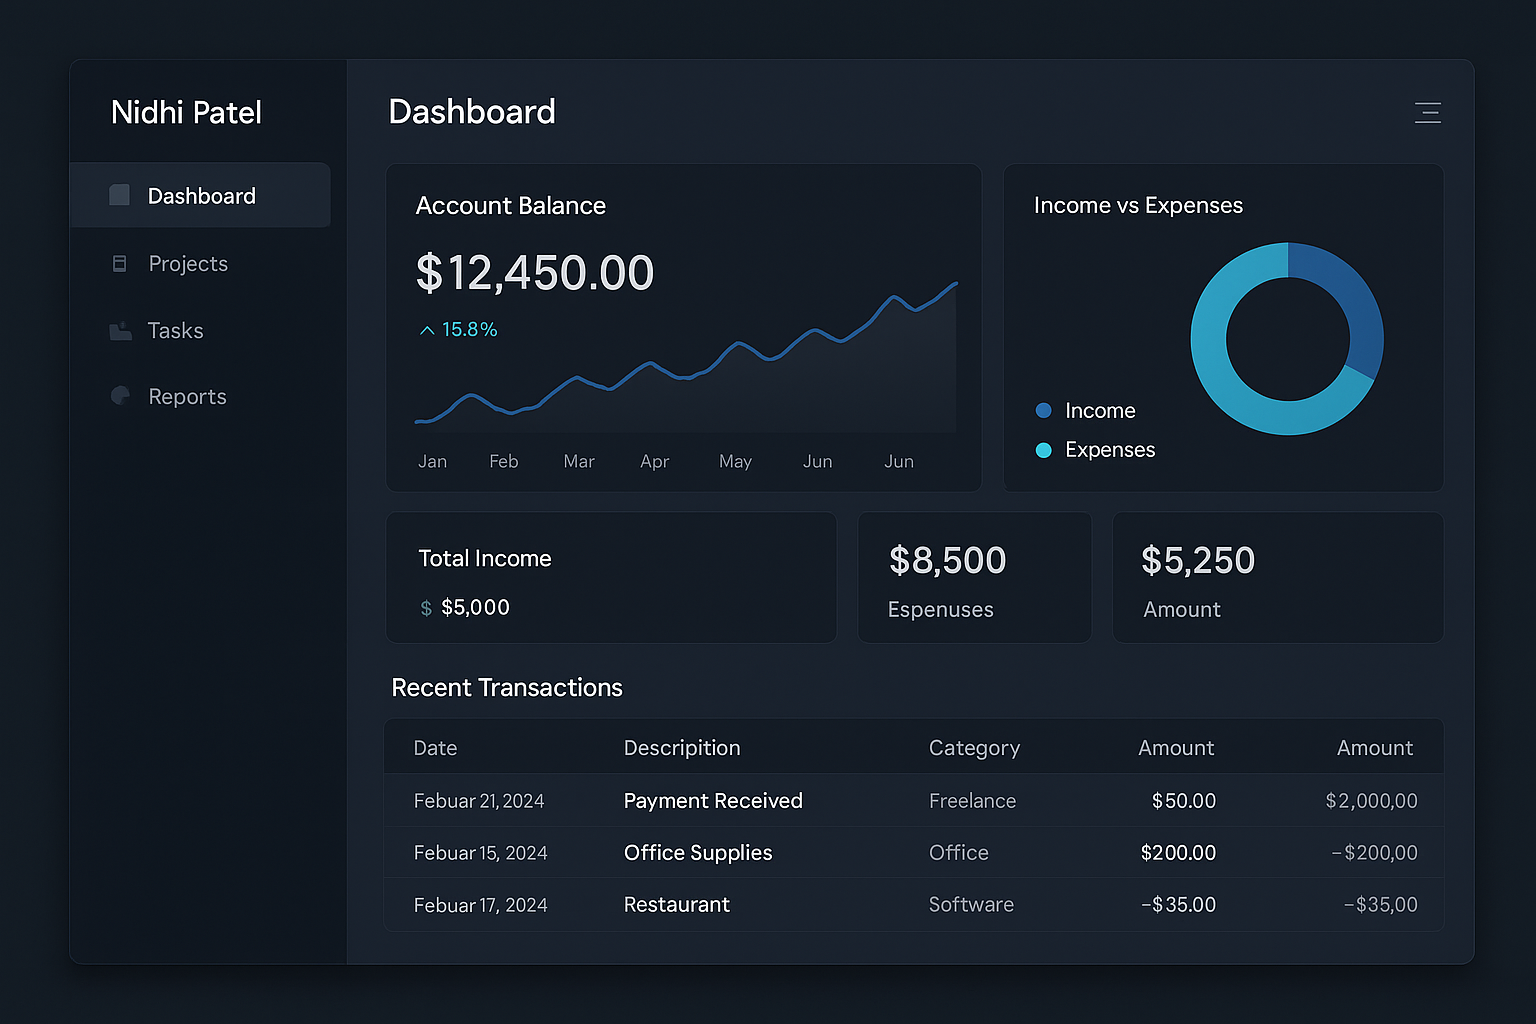 Nidhi Patel
Dashboard
Projects
Tasks
Reports
Dashboard
Account Balance
$12,450.00
15.8%
Jan Feb Mar Apr May Jun Jun
Income vs Expenses
Income
Expenses
Total Income
$ $5,000
$8,500
Espenuses
$5,250
Amount
Recent Transactions
Date Descripition Category Amount Amount
Febuar 21, 2024 Payment Received Freelance $50.00 $2,000,00
Febuar 15, 2024 Office Supplies Office $200.00 –$200,00
Febuar 17, 2024 Restaurant Software –$35.00 –$35,00